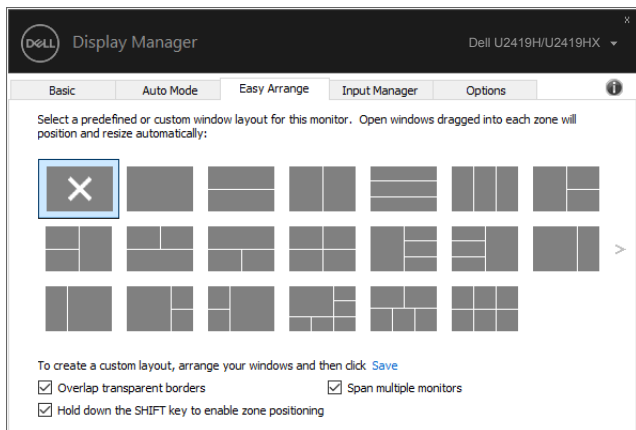 x
DELL Display Manager Dell U2419H/U2419HX
Basic Auto Mode Easy Arrange Input Manager Options i
Select a predefined or custom window layout for this monitor. Open windows dragged into each zone will
position and resize automatically:
>
To create a custom layout, arrange your windows and then click Save
Overlap transparent borders Span multiple monitors
Hold down the SHIFT key to enable zone positioning